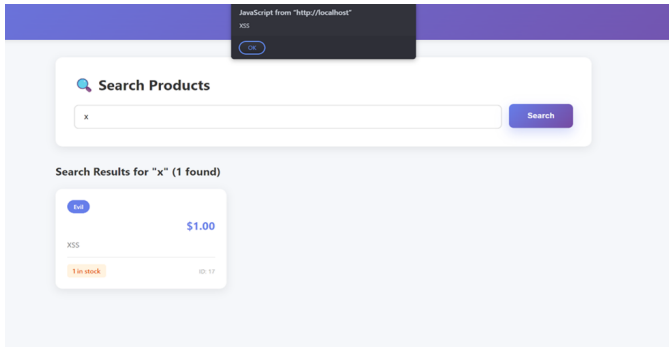 JavaScript from "http://localhost"
XSS
OK
Search Products
x
Search
Search Results for "x" (1 found)
Evil
$1.00
XSS
1 in stock
ID: 17